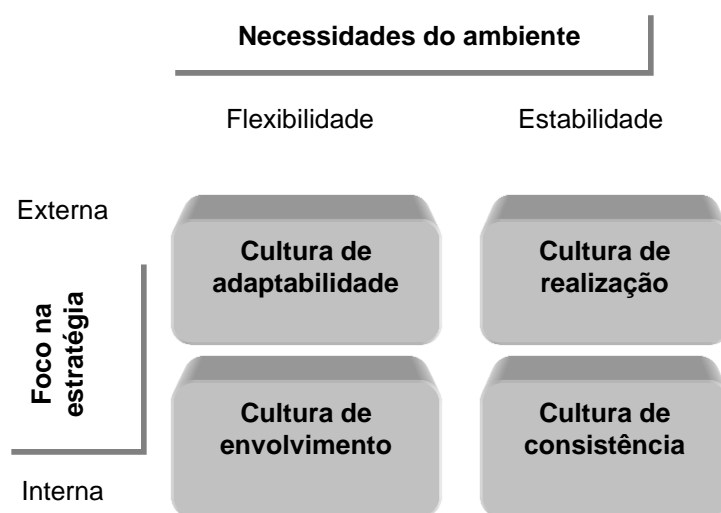 Necessidades do ambiente
Flexibilidade
Estabilidade
Externa
Cultura de
adaptabilidade
Cultura de
realização
Foco na
estratégia
Cultura de
envolvimento
Cultura de
consistência
Interna